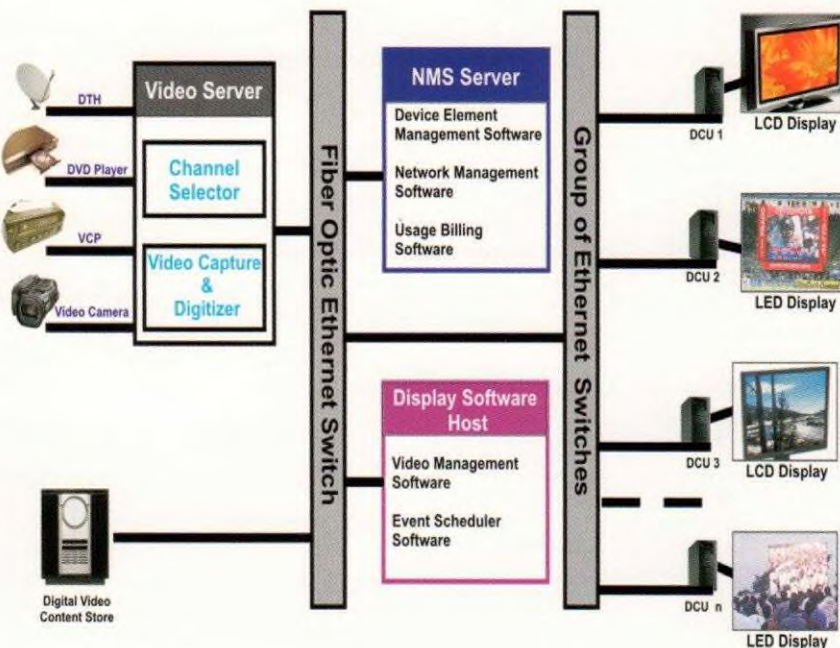 DTH
DVD Player
VCP
Video Camera
Video Server
Channel
Selector
Video Capture
&
Digitizer
Digital Video
Content Store
Fiber Optic Ethernet Switch
NMS Server
Device Element
Management Software
Network Management
Software
Usage Billing
Software
Display Software
Host
Video Management
Software
Event Scheduler
Software
Group of Ethernet Switches
DCU 1
LCD Display
DCU 2
LED Display
DCU 3
LCD Display
DCU n
LED Display